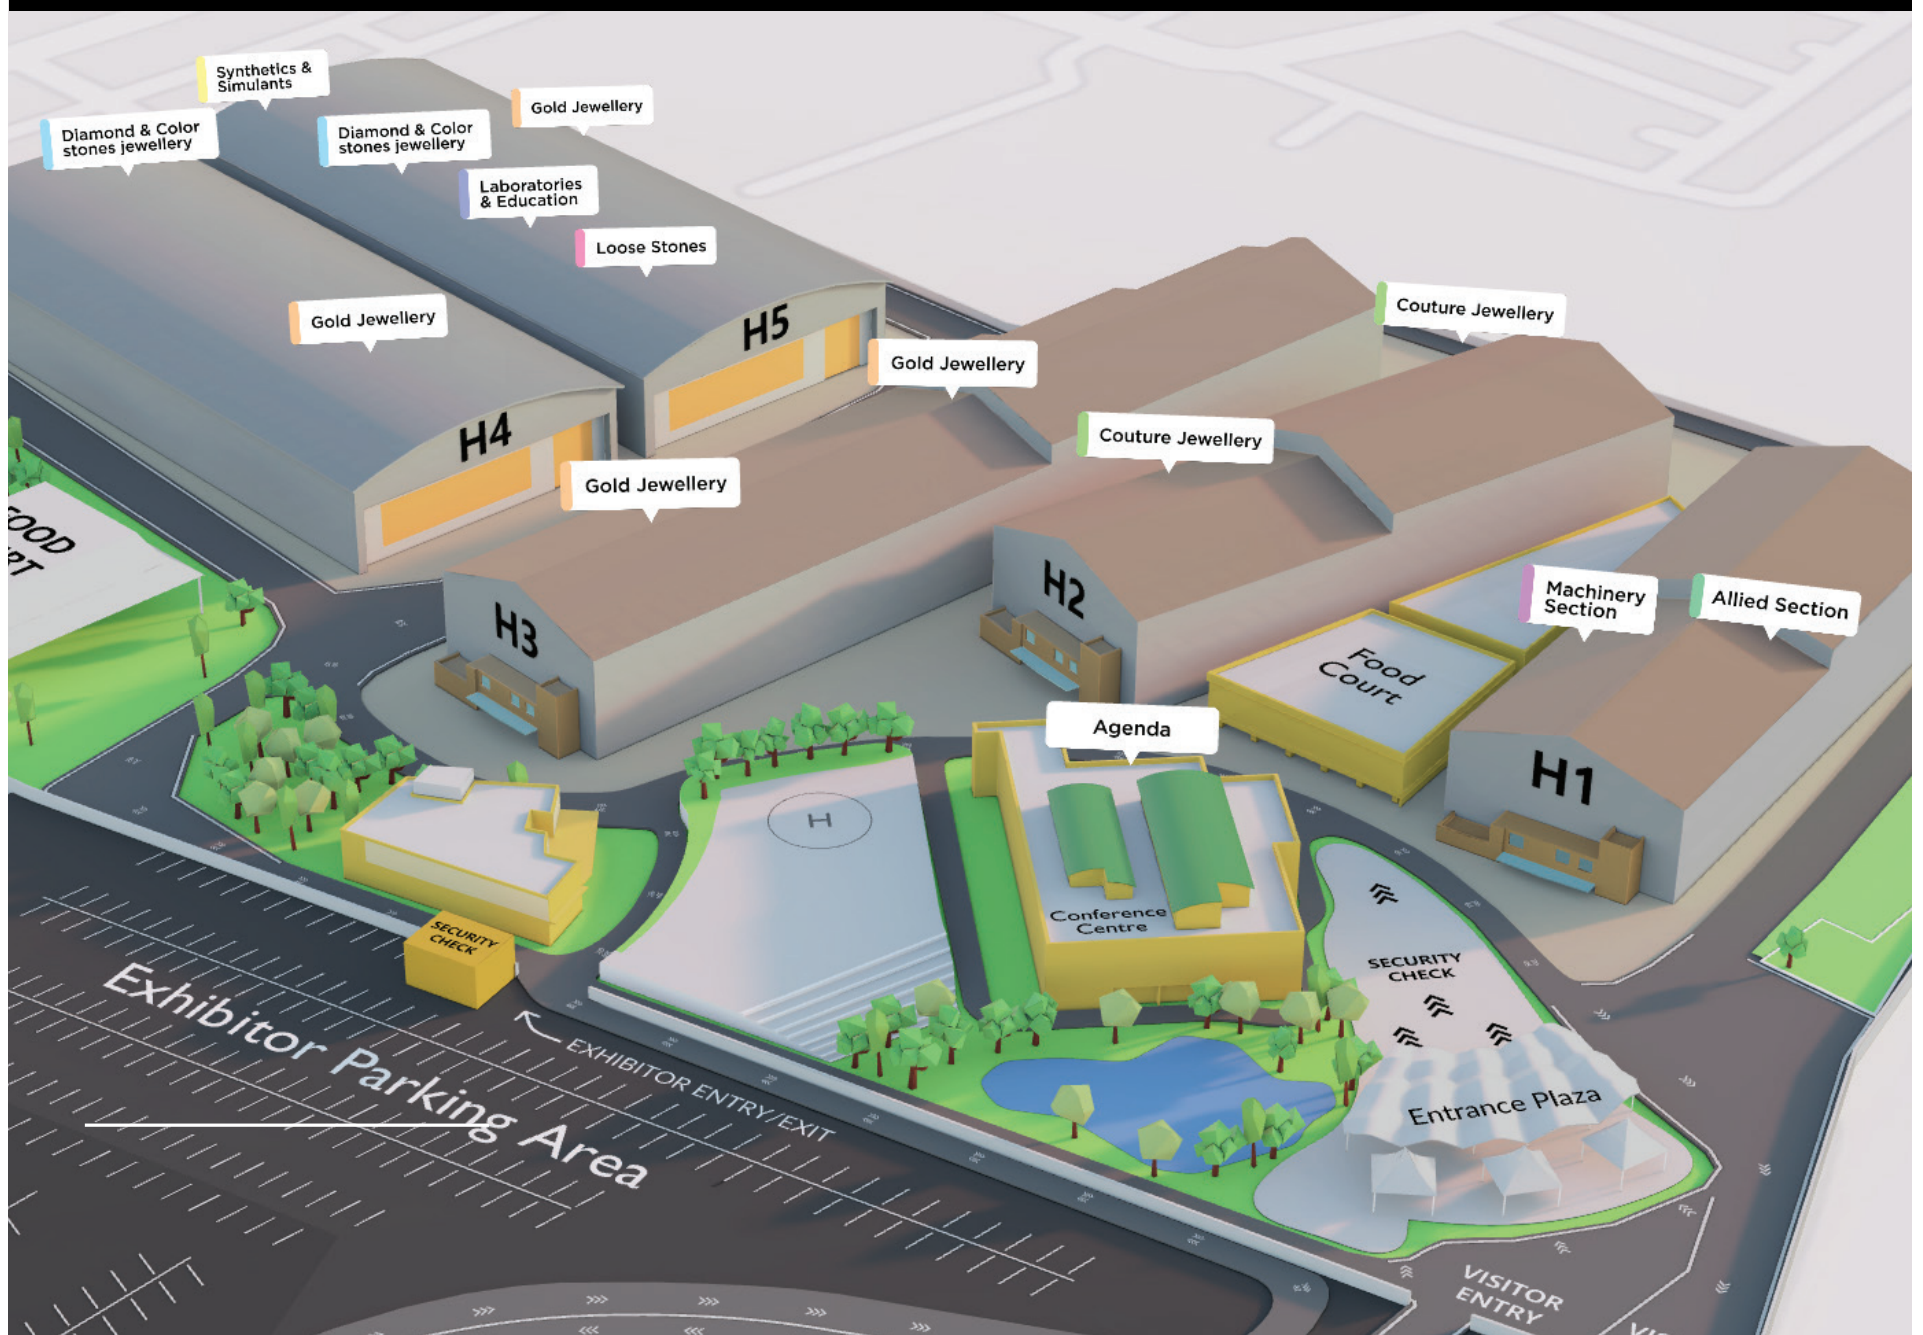 Synthetics &
Simulants
Gold Jewellery
Diamond & Color
stones jewellery
Diamond & Color
stones jewellery
Laboratories
& Education
Loose Stones
Gold Jewellery
H5
Couture Jewellery
Gold Jewellery
H4
Couture Jewellery
Gold Jewellery
H2
Machinery
Section
Allied Section
H3
Food
Court
Agenda
H1
H
Conference
Centre
SECURITY
CHECK
SECURITY
CHECK
Exhibitor Parking Area
EXHIBITOR ENTRY/EXIT
Entrance Plaza
VISITOR
ENTRY